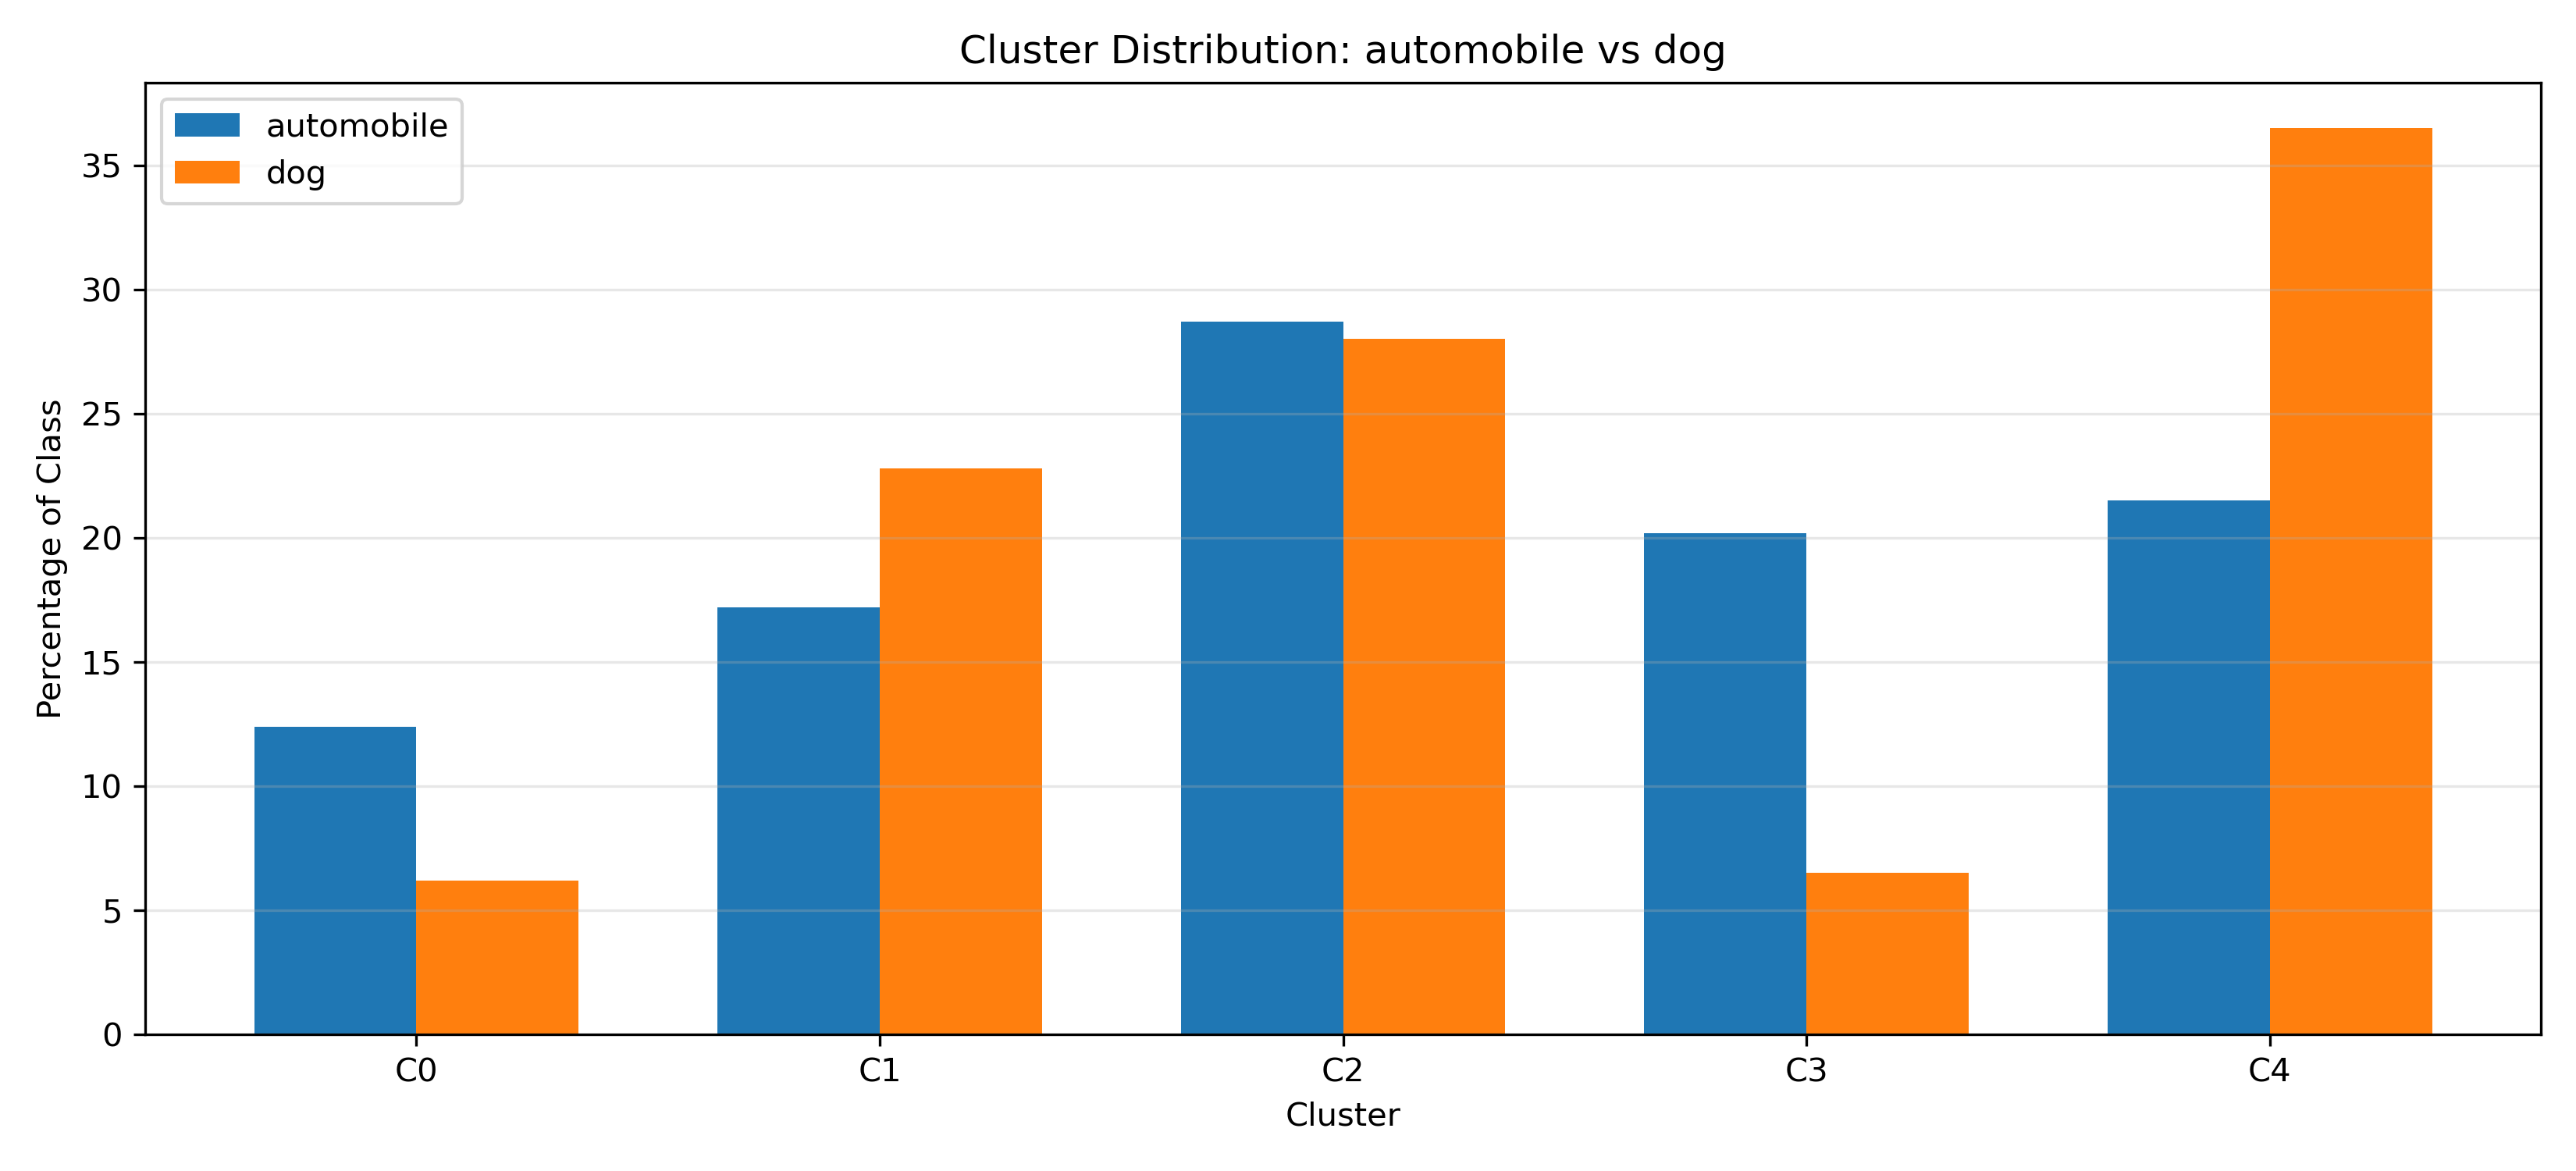 Cluster Distribution: automobile vs dog
automobile
dog
Percentage of Class
35
30
25
20
15
10
5
0
C0 C1 C2 C3 C4
Cluster